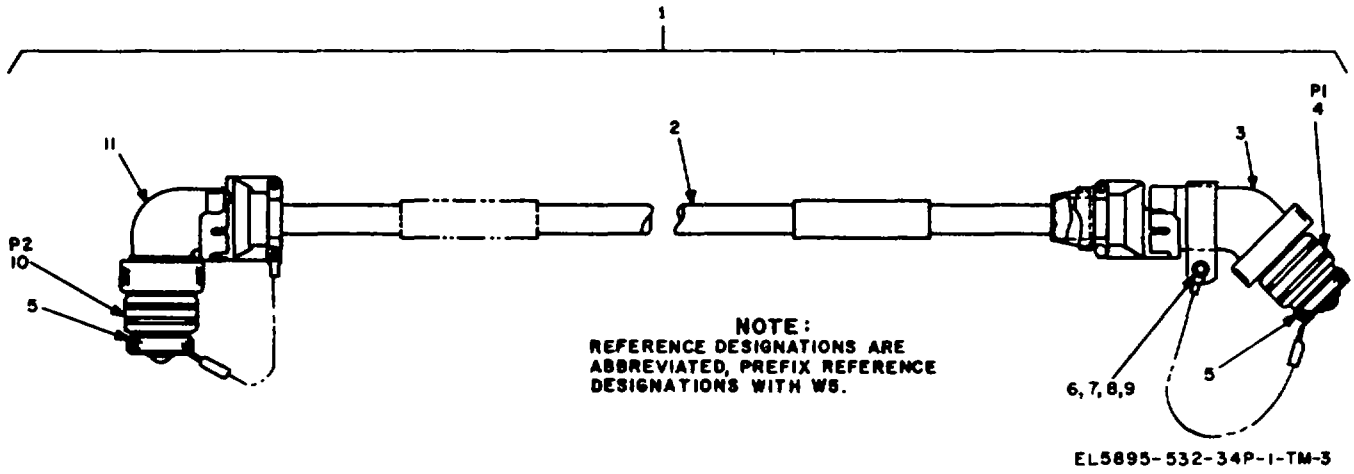 1
P1
4
11
2
3
P2
10
5
NOTE:
REFERENCE DESIGNATIONS ARE
ABBREVIATED, PREFIX REFERENCE
DESIGNATIONS WITH W5.
6, 7, 8, 9
5
EL5895-532-34P-1-TM-3